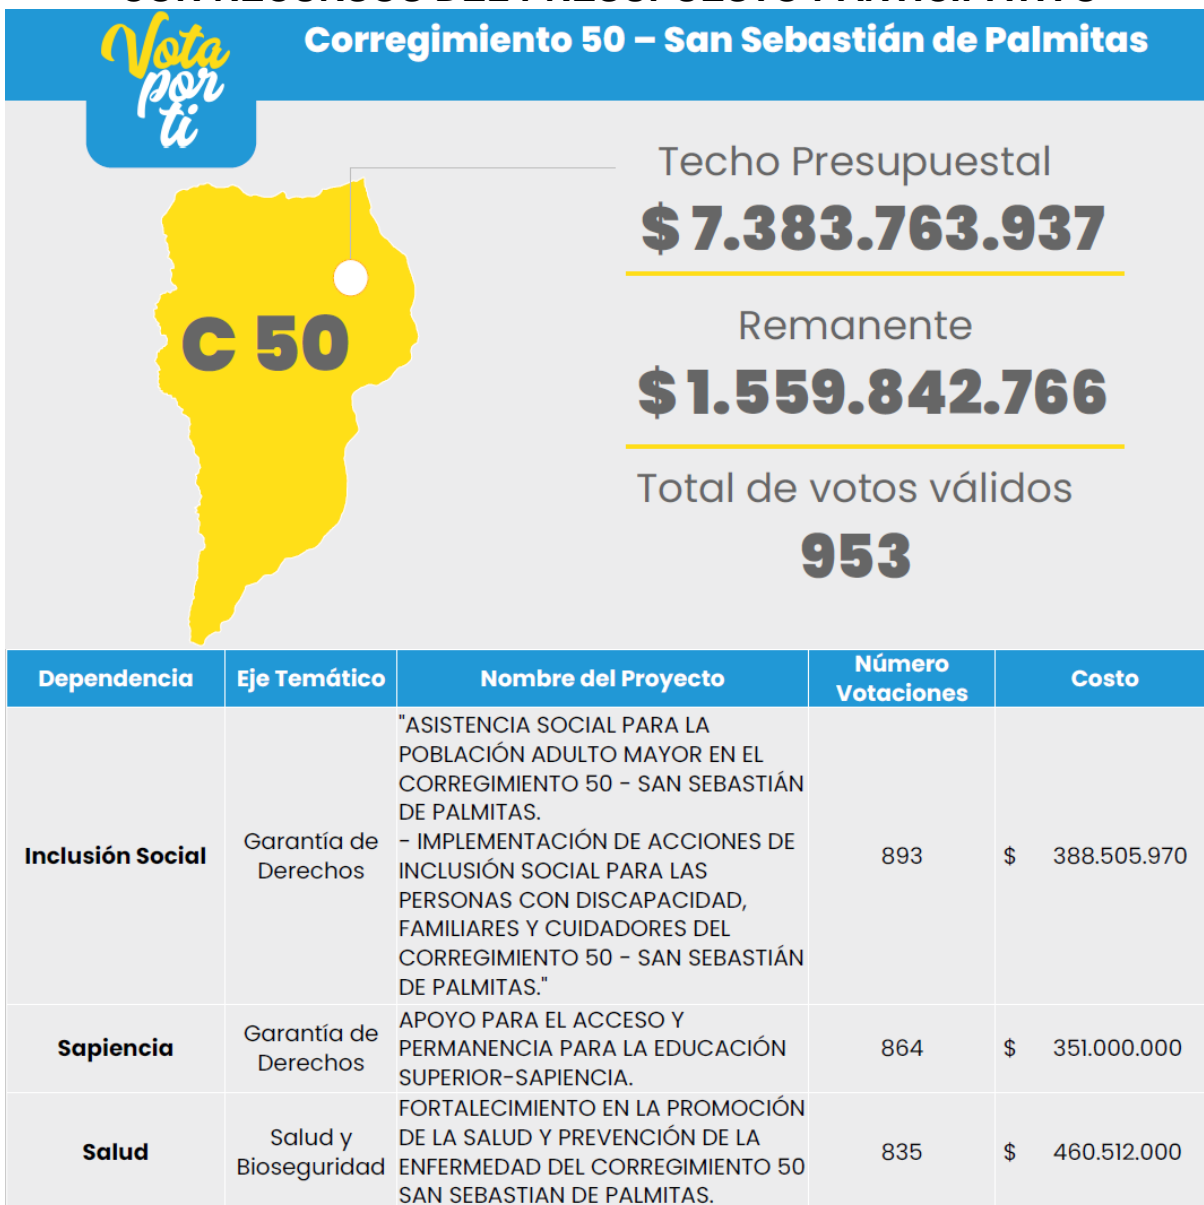 CON RECURSOS DEL PRESUPUESTO PARTICIPATIVO
Vota
por
ti
Corregimiento 50 – San Sebastián de Palmitas
Techo Presupuestal
$ 7.383.763.937
Remanente
$ 1.559.842.766
Total de votos válidos
953
C 50
Dependencia
Eje Temático
Nombre del Proyecto
Número
Votaciones
Costo
Inclusión Social
Garantía de
Derechos
"ASISTENCIA SOCIAL PARA LA
POBLACIÓN ADULTO MAYOR EN EL
CORREGIMIENTO 50 - SAN SEBASTIÁN
DE PALMITAS.
- IMPLEMENTACIÓN DE ACCIONES DE
INCLUSIÓN SOCIAL PARA LAS
PERSONAS CON DISCAPACIDAD,
FAMILIARES Y CUIDADORES DEL
CORREGIMIENTO 50 - SAN SEBASTIÁN
DE PALMITAS."
893
$ 388.505.970
Sapiencia
Garantía de
Derechos
APOYO PARA EL ACCESO Y
PERMANENCIA PARA LA EDUCACIÓN
SUPERIOR-SAPIENCIA.
864
$ 351.000.000
Salud
Salud y
Bioseguridad
FORTALECIMIENTO EN LA PROMOCIÓN
DE LA SALUD Y PREVENCIÓN DE LA
ENFERMEDAD DEL CORREGIMIENTO 50
SAN SEBASTIAN DE PALMITAS.
835
$ 460.512.000